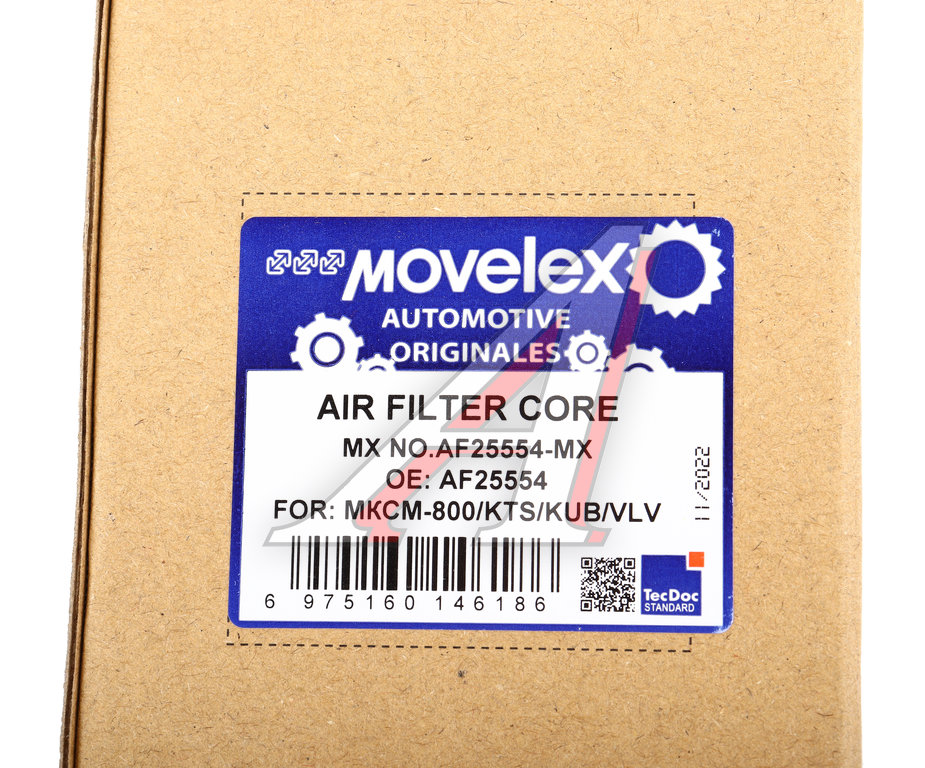 MOVELEX
AUTOMOTIVE
ORIGINALES
AIR FILTER CORE
MX NO.AF25554-MX
OE: AF25554
FOR: MKCM-800/KTS/KUB/VLV
11/2022
6 975160 146186
TecDoc
STANDARD